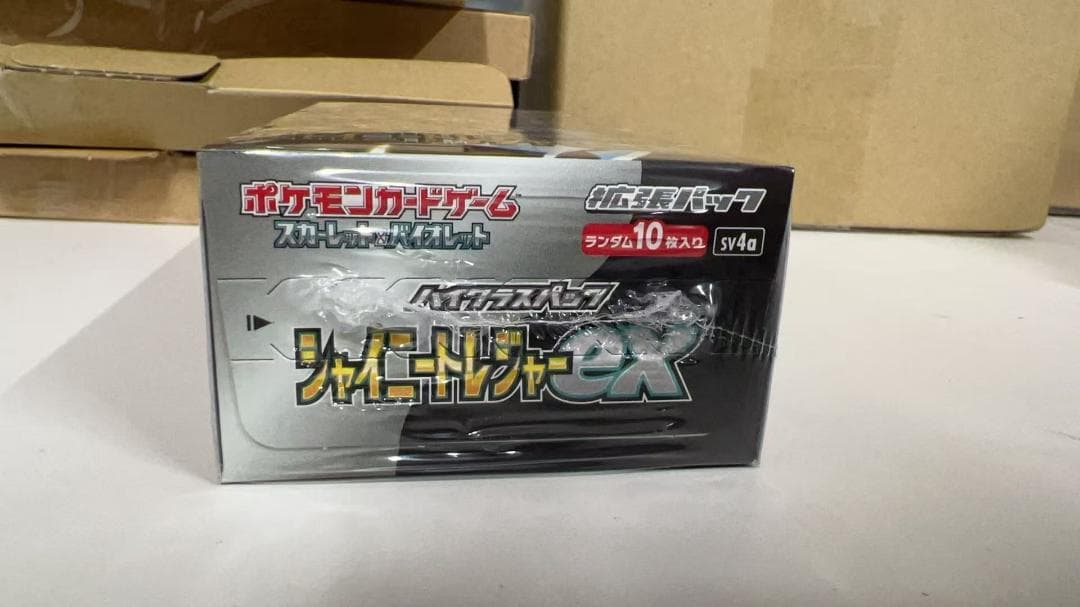 ポケモンカードゲーム
拡張パック
スカーレット&バイオレット
ランダム10枚入り
sv4a
ハイクラスパック
シャイニートレジャーex